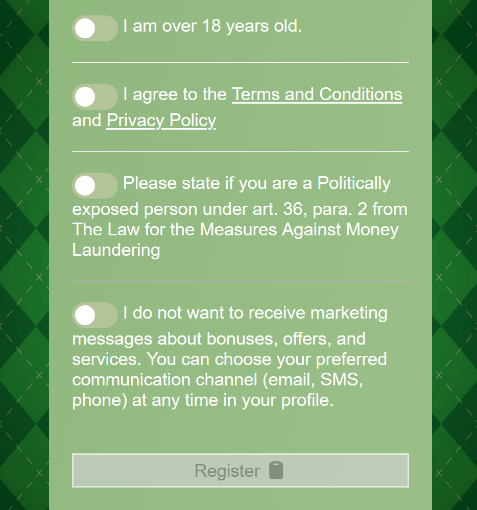 I am over 18 years old.
I agree to the Terms and Conditions
and Privacy Policy
Please state if you are a Politically
exposed person under art. 36, para. 2 from
The Law for the Measures Against Money
Laundering
I do not want to receive marketing
messages about bonuses, offers, and
services. You can choose your preferred
communication channel (email, SMS,
phone) at any time in your profile.
Register